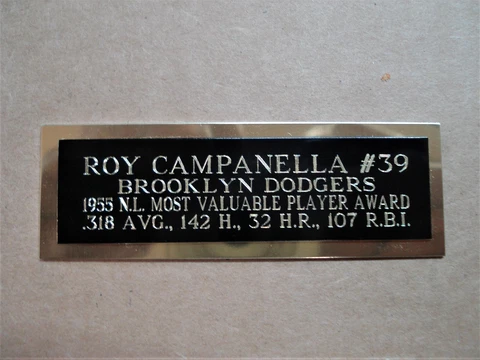 ROY CAMPANELLA #39
BROOKLYN DODGERS
1955 N.L. MOST VALUABLE PLAYER AWARD
.318 AVG., 142 H., 32 H.R., 107 R.B.I.